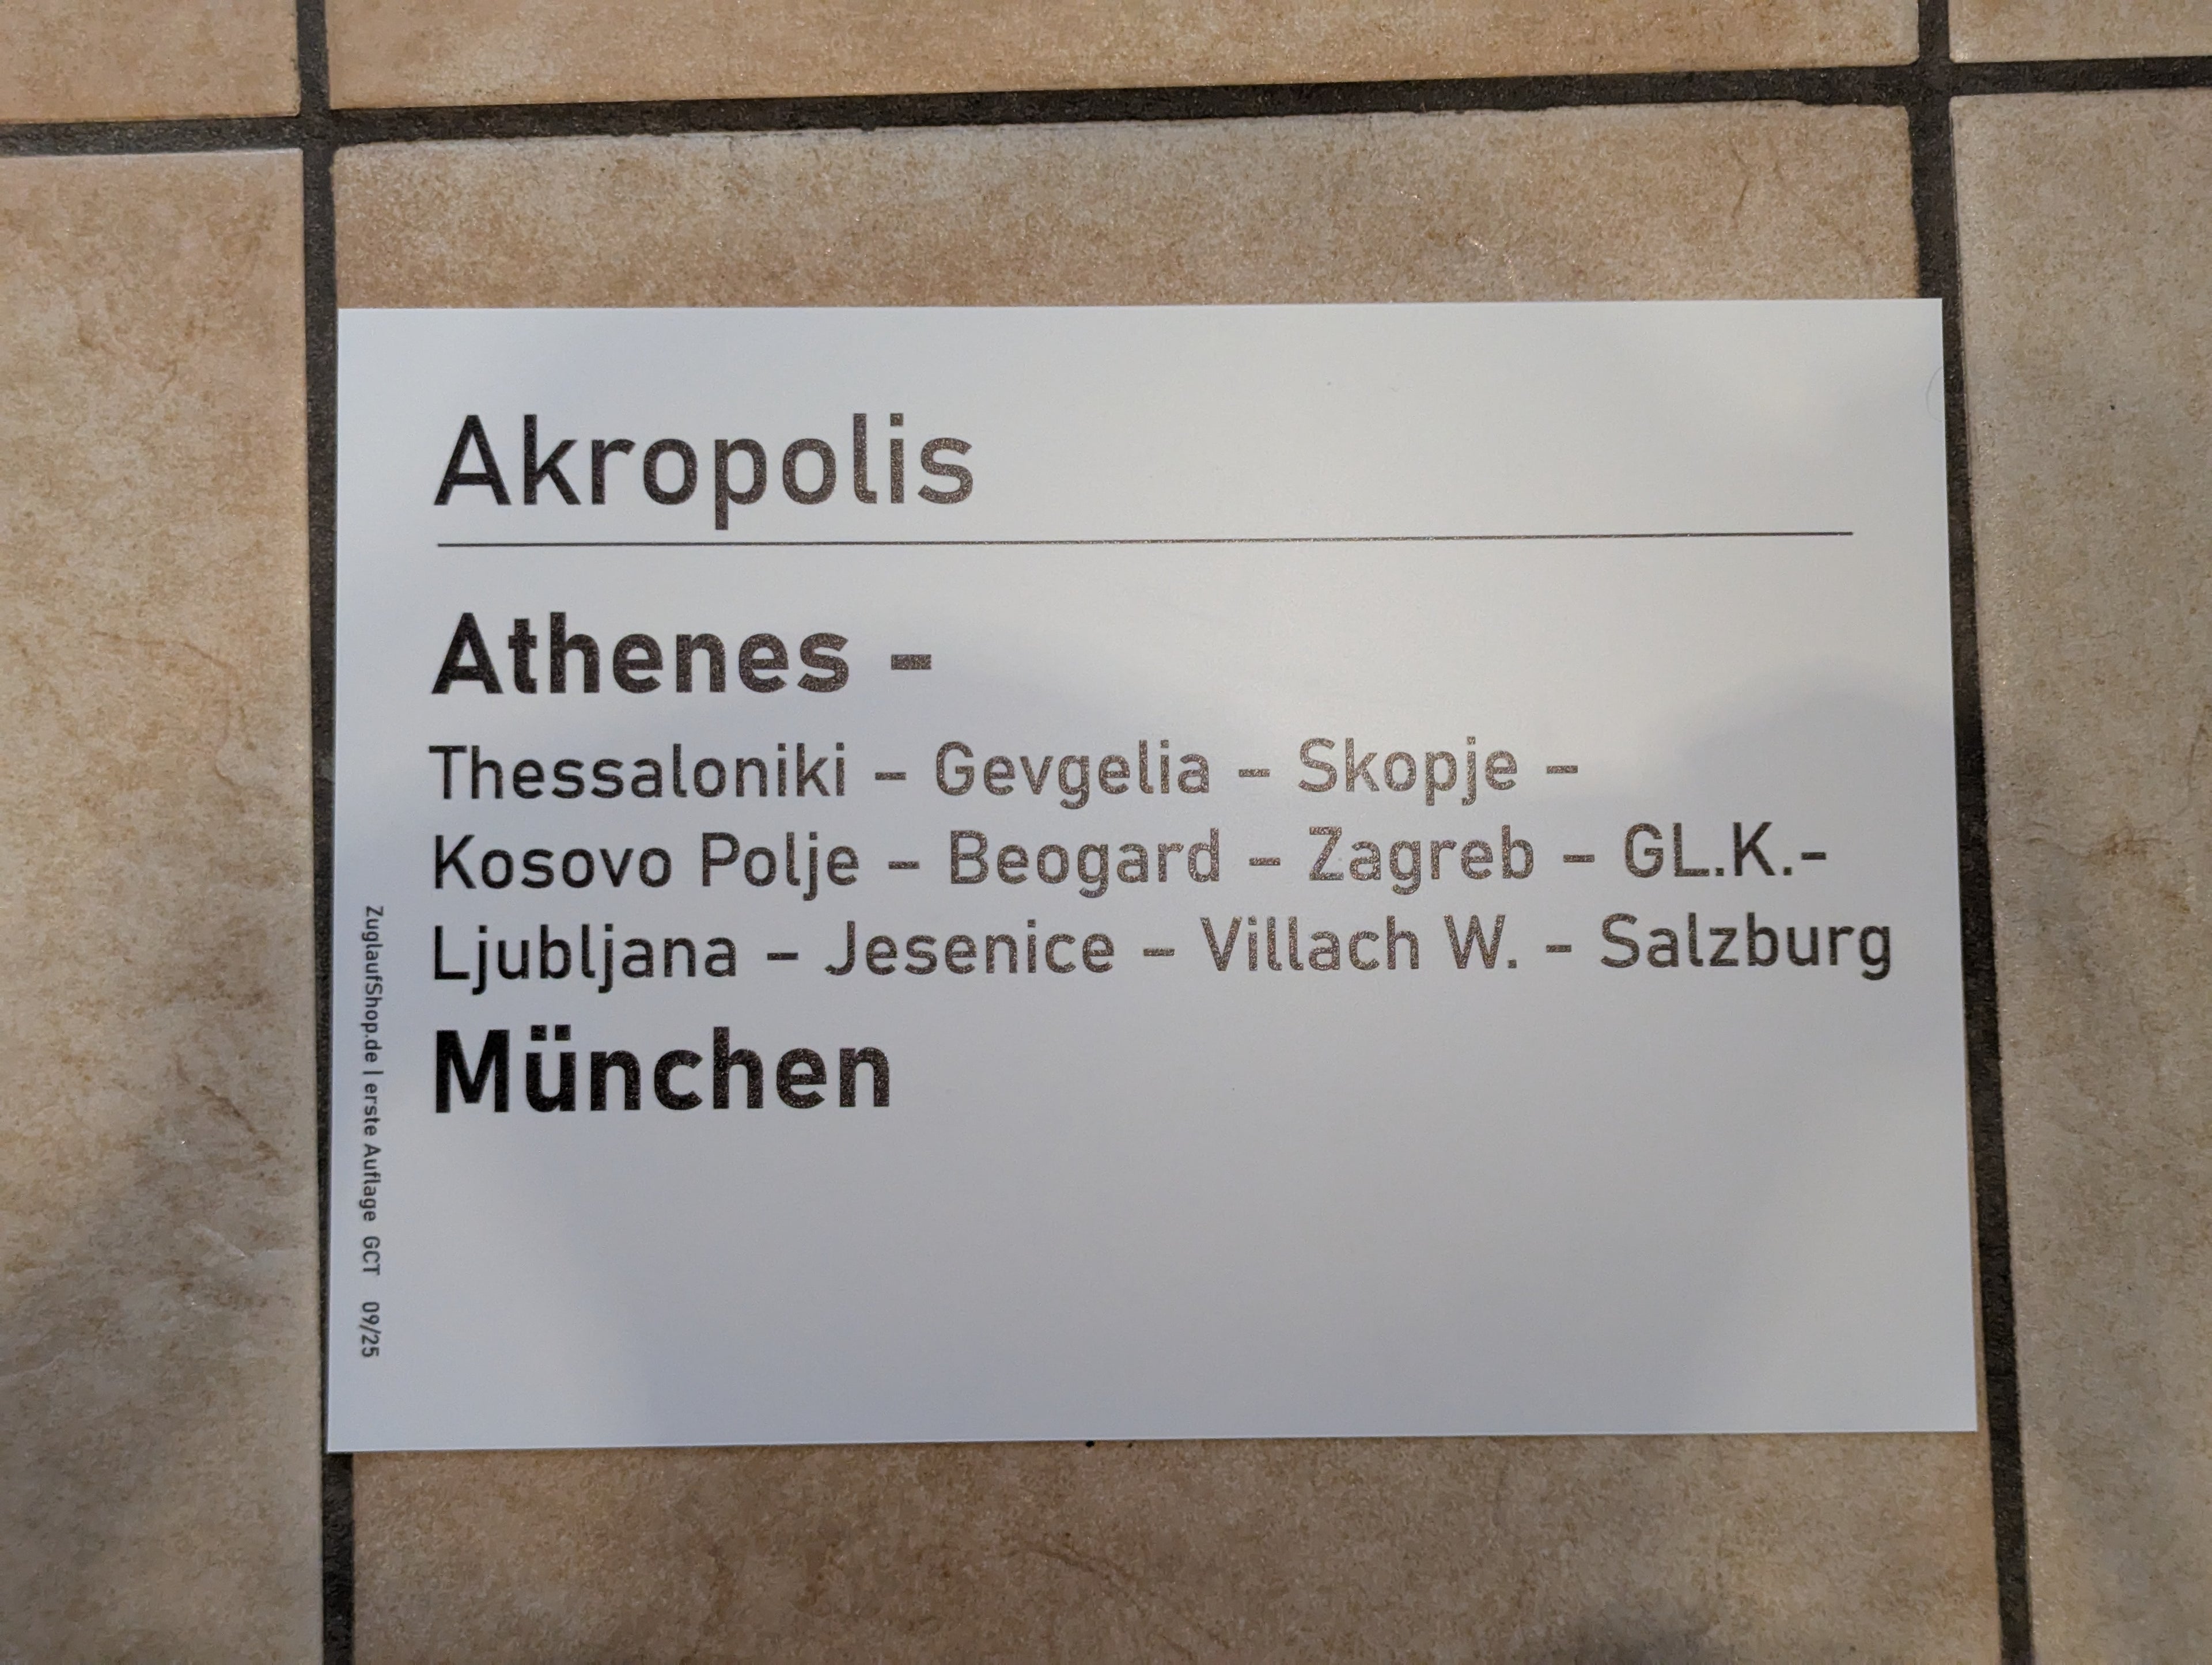 Akropolis
Athenes –
Thessaloniki – Gevgelia – Skopje –
Kosovo Polje – Beogard – Zagreb – GL.K.–
Ljubljana – Jesenice – Villach W. - Salzburg
München
ZuglaufShop.de | erste Auflage GCT 09/25